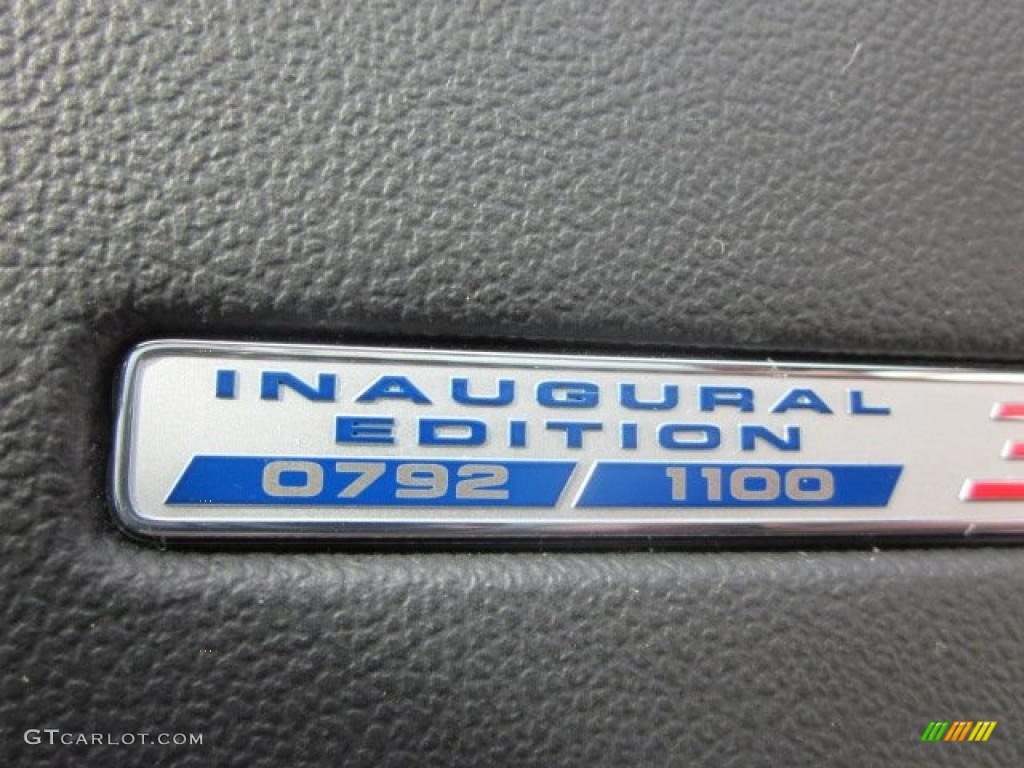 INAUGURAL
EDITION
0792 1100
GTCARLOT.COM